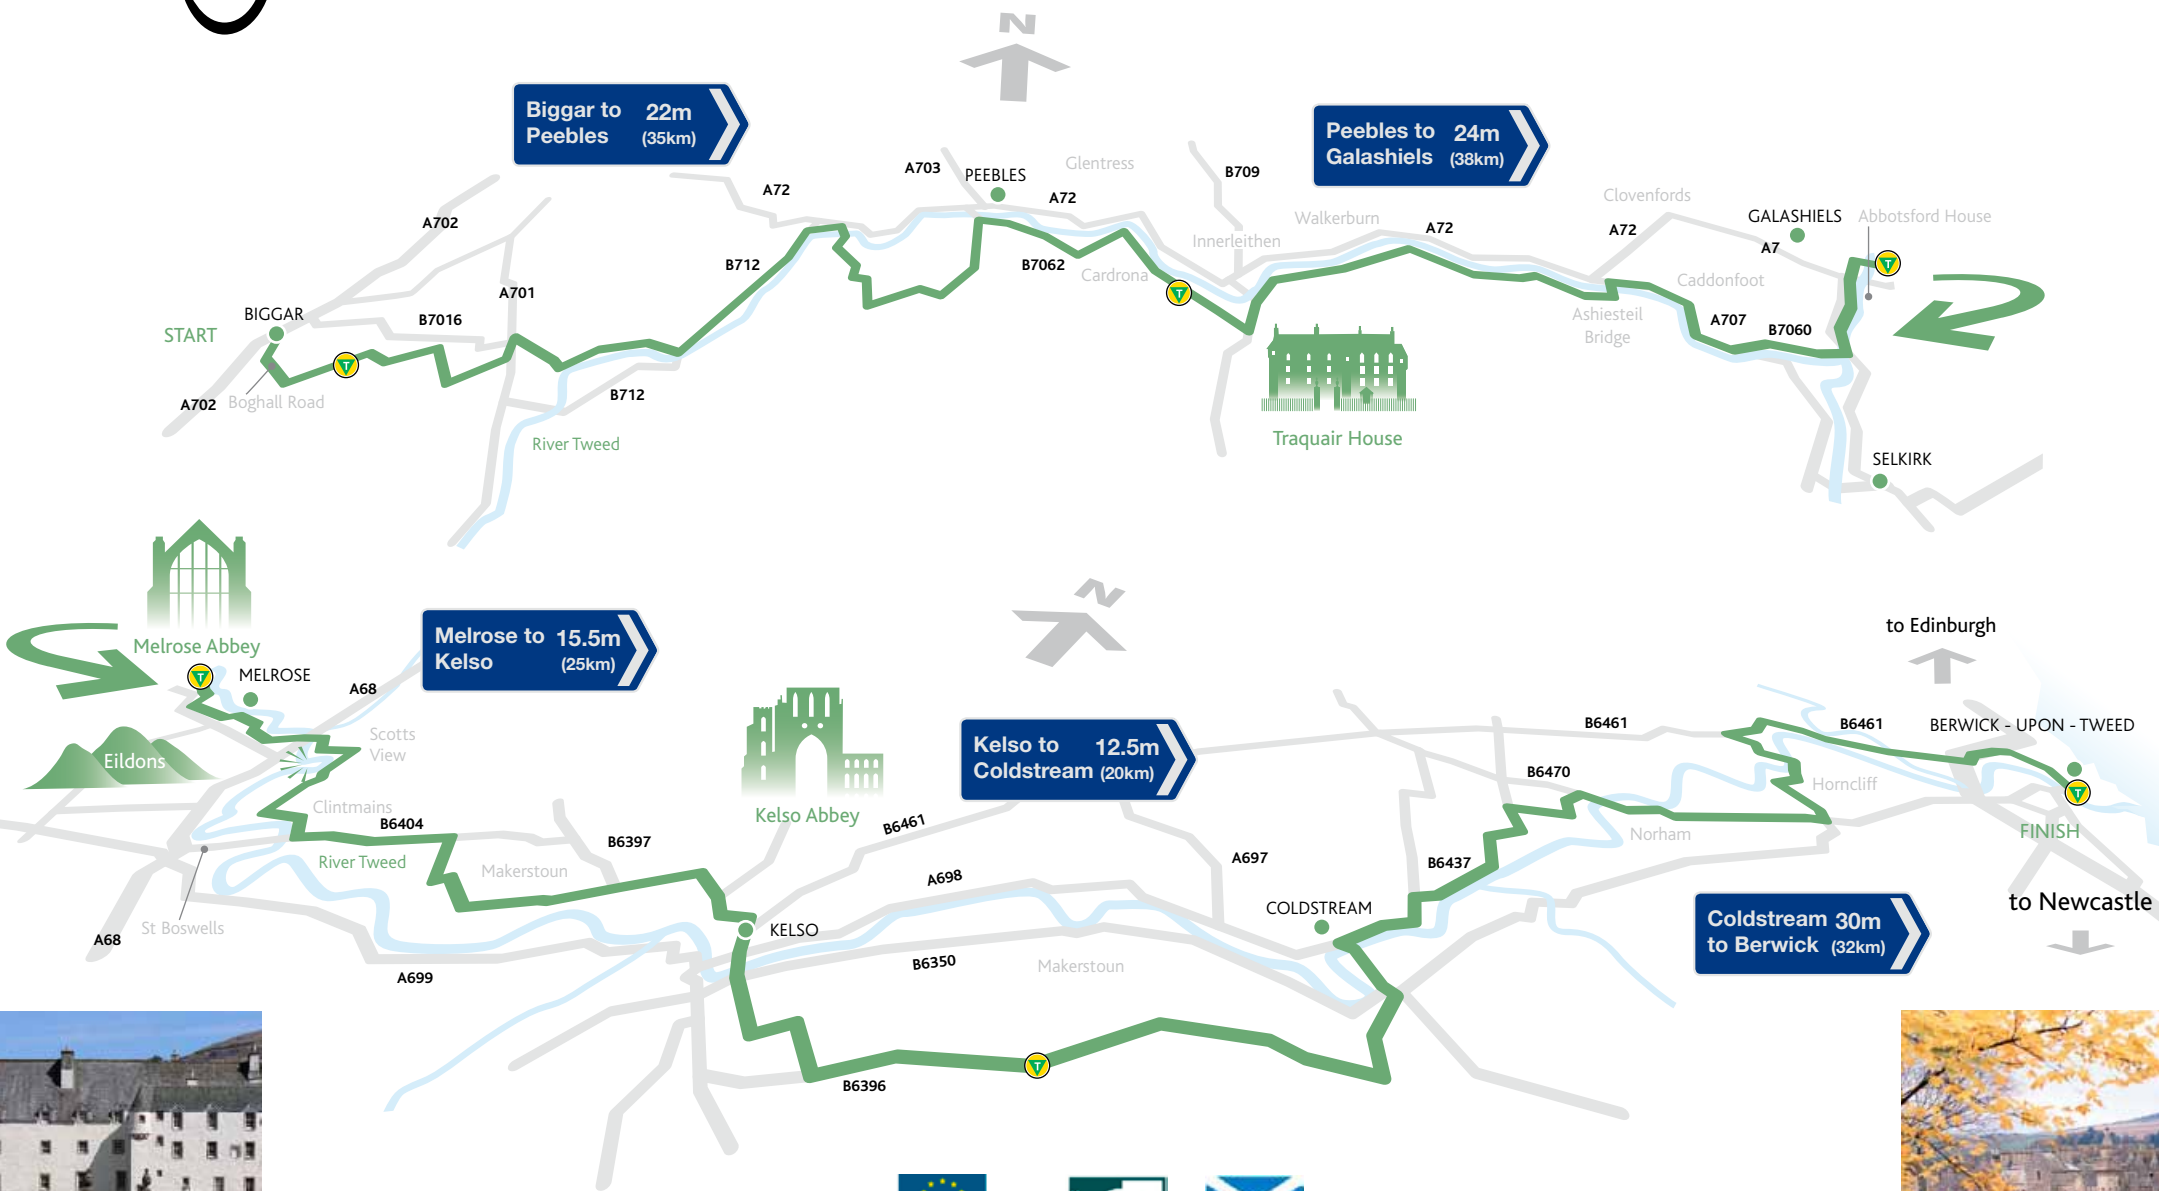 N
Biggar to 22m
Peebles (35km)
Peebles to 24m
Galashiels (38km)
A703
PEEBLES
Glentress
A72
A72
B709
Clovenfords
GALASHIELS
Abbotsford House
A702
Walkerburn
A72
A72
A7
Innerleithen
B712
B7062
Cardrona
Caddonfoot
A701
BIGGAR
START
B7016
Ashiesteil
Bridge
A707
B7060
A702
Boghall Road
B712
River Tweed
Traquair House
SELKIRK
T
T
T
N
Melrose Abbey
Melrose to 15.5m
Kelso (25km)
to Edinburgh
T
MELROSE
A68
Scotts
View
Eildons
Kelso to 12.5m
Coldstream (20km)
B6461
B6461
BERWICK - UPON - TWEED
B6470
Horncliff
T
Clintmains
B6404
Kelso Abbey
B6461
FINISH
Norham
B6397
River Tweed
Makerstoun
A698
A697
B6437
to Newcastle
COLDSTREAM
Coldstream 30m
to Berwick (32km)
St Boswells
A68
KELSO
B6350
Makerstoun
A699
T
B6396